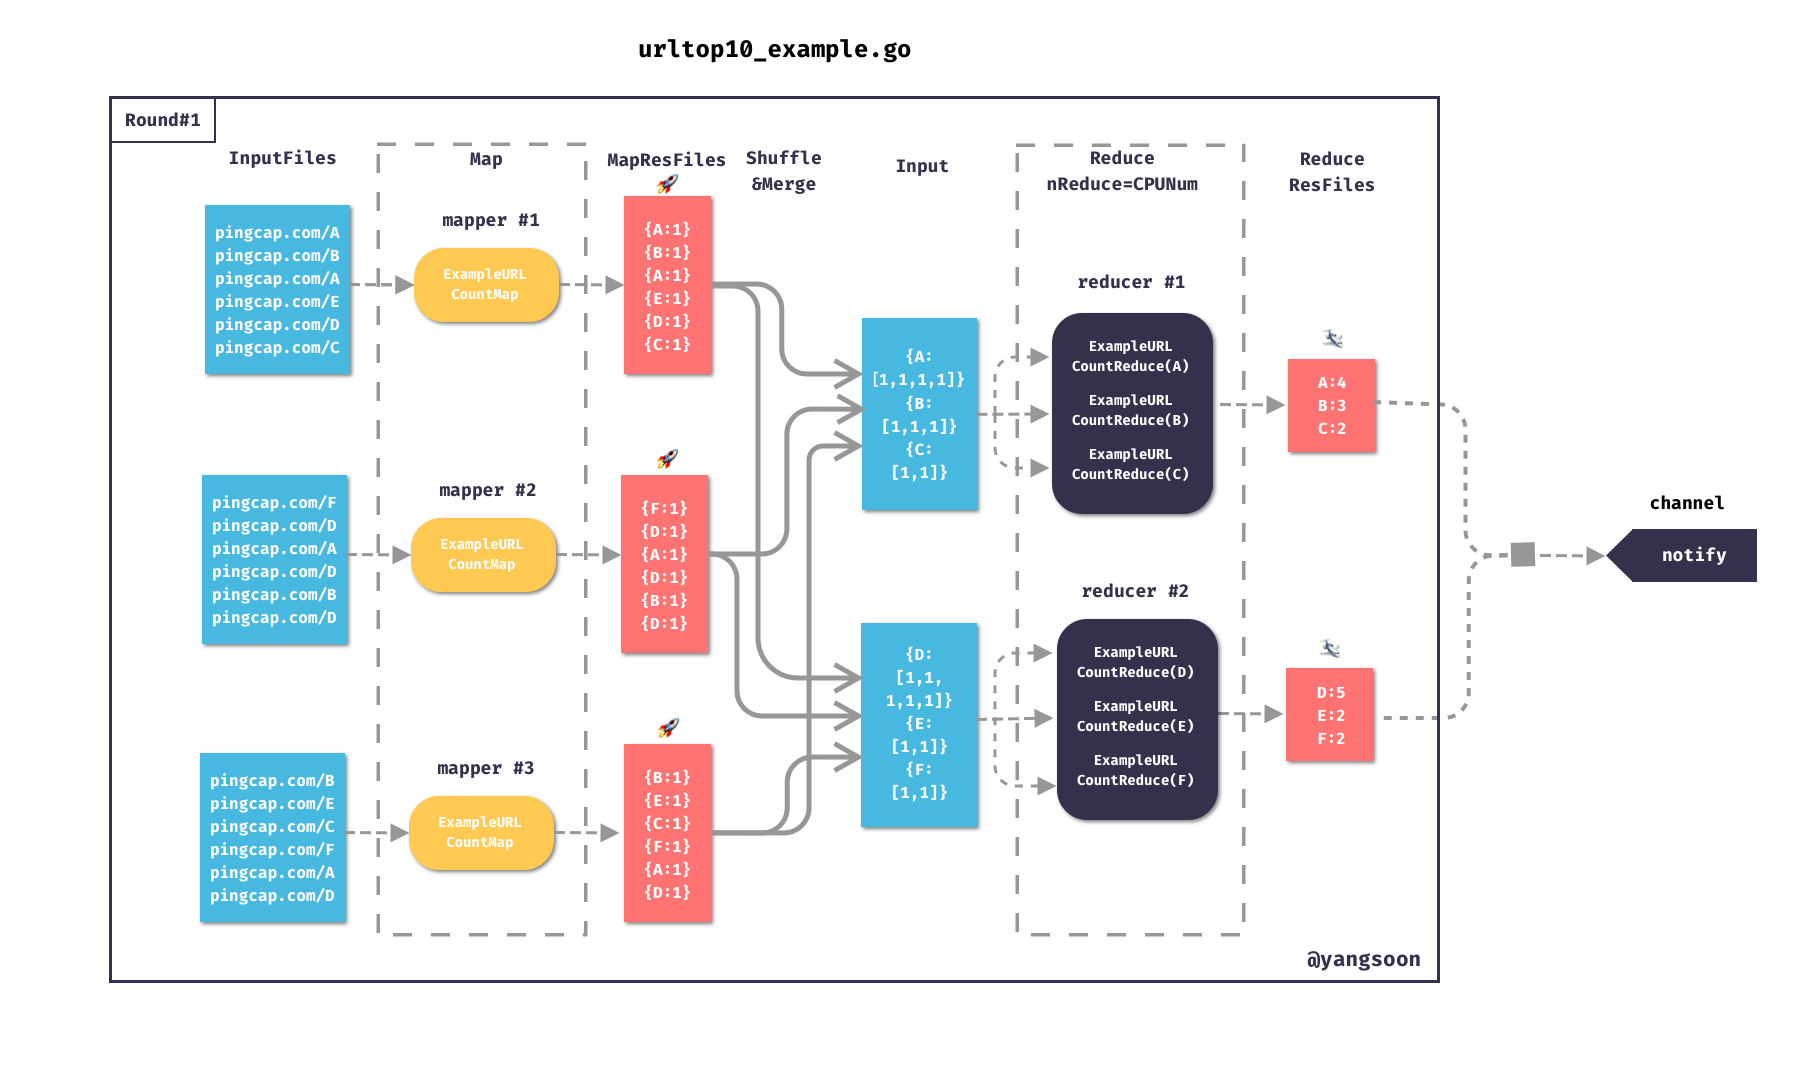 urltop10_example.go
Round#1
InputFiles
Map
MapResFiles
Shuffle
&Merge
Input
Reduce
nReduce=CPUNum
Reduce
ResFiles
pingcap.com/A
pingcap.com/B
pingcap.com/A
pingcap.com/E
pingcap.com/D
pingcap.com/C
mapper #1
ExampleURL
CountMap
{A:1}
{B:1}
{A:1}
{E:1}
{D:1}
{C:1}
pingcap.com/F
pingcap.com/D
pingcap.com/A
pingcap.com/D
pingcap.com/B
pingcap.com/D
mapper #2
ExampleURL
CountMap
{F:1}
{D:1}
{A:1}
{D:1}
{B:1}
{D:1}
pingcap.com/B
pingcap.com/E
pingcap.com/C
pingcap.com/F
pingcap.com/A
pingcap.com/D
mapper #3
ExampleURL
CountMap
{B:1}
{E:1}
{C:1}
{F:1}
{A:1}
{D:1}
{A:
[1,1,1,1]}
{B:
[1,1,1]}
{C:
[1,1]}
reducer #1
ExampleURL
CountReduce(A)
ExampleURL
CountReduce(B)
ExampleURL
CountReduce(C)
A:4
B:3
C:2
{D:
[1,1,
1,1,1]}
{E:
[1,1]}
{F:
[1,1]}
reducer #2
ExampleURL
CountReduce(D)
ExampleURL
CountReduce(E)
ExampleURL
CountReduce(F)
D:5
E:2
F:2
channel
notify
@yangsoon